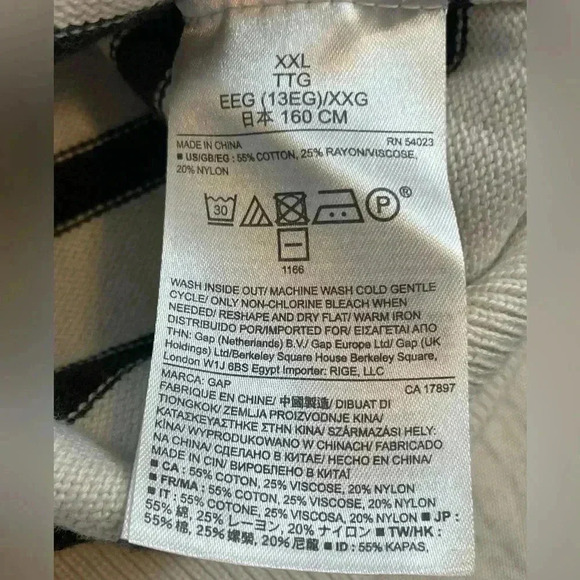 XXL
TTG
EEG (13EG)/XXG
日本 160 CM
MADE IN CHINA RN 54023
■ US/GB/EG : 55% COTTON, 25% RAYON/VISCOSE,
20% NYLON
30 P ®
1166
WASH INSIDE OUT/ MACHINE WASH COLD GENTLE
CYCLE/ ONLY NON-CHLORINE BLEACH WHEN
NEEDED/ RESHAPE AND DRY FLAT/ WARM IRON
IMPORTED POR/IMPORTED FOR/ ΕΙΣΑΓΕΤΑΙ ΑΠΟ
ΤΗΝ: Gap (Netherlands) B.V./ Gap Europe Ltd/ Gap (UK
Holdings) Ltd/Berkeley Square House Berkeley Square,
London W1J 6BS Egypt Importer: RIGE, LLC
MARCA: GAP CA 17897
FABRIQUE EN CHINE/ 中國製造/ DIBUAT DI
TIONGKOK/ ZEMLJA PROIZVODNJE KINA/
ΚΑΤΑΣΚΕΥΑΣΤΗΚΕ ΣΤΗΝ ΚΙΝΑ/ SZÁRMAZÁSI HELY:
KÍNA/ WYPRODUKOWANO W CHINACH/ FABRICADO
NA CHINA/ СДЕЛАНО В КИТАЕ/ HECHO EN CHINA/
MADE IN CIN/ ВИРОБЛЕНО В КИТАЇ
■ CA : 55% COTON, 25% VISCOSE, 20% NYLON
■ FR/MA : 55% COTON, 25% VISCOSE, 20% NYLON
■ IT : 55% COTONE, 25% VISCOSA, 20% NYLON ■ JP :
55% 綿, 25% レーヨン, 20% ナイロン ■ TW/HK :
55% 棉, 25% 嫘縈, 20% 尼龍 ■ ID : 55% KAPAS,